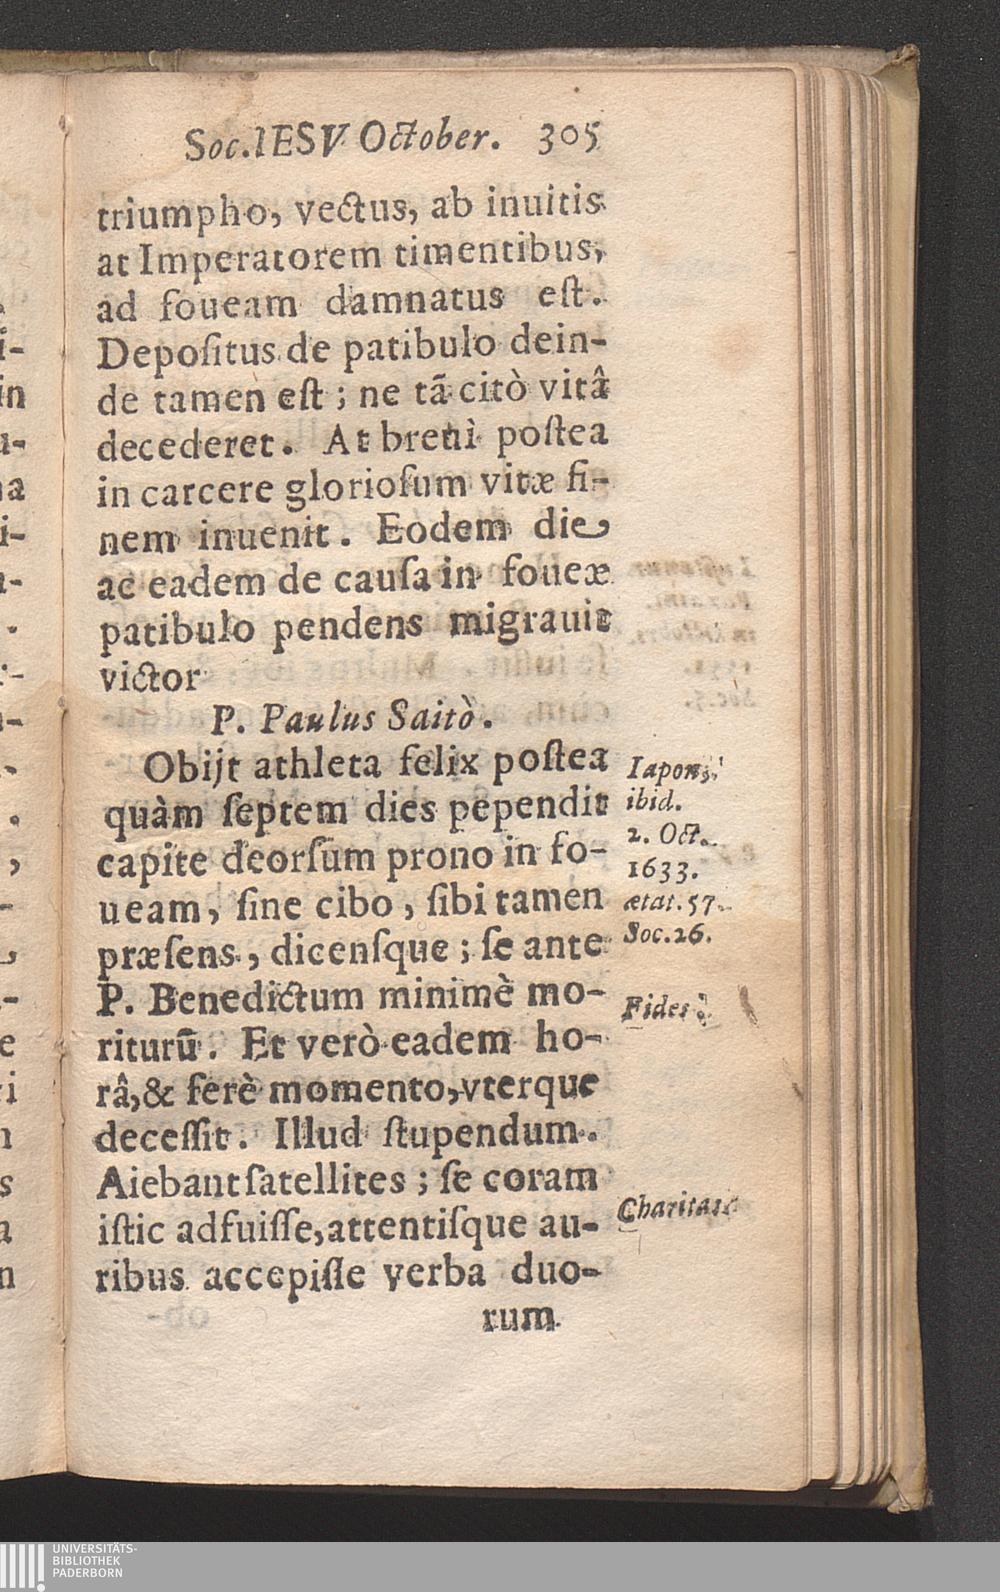 Soc. IESV October. 305
triumpho, vectus, ab inuitis
at Imperatorem timentibus,
ad foueam damnatus est.
Depoſitus de patibulo dein-
de tamen eſt; ne tã citò vitâ
decederet. At breui poſtea
in carcere glorioſum vitæ fi-
nem inuenit. Eodem die
ac eadem de cauſa in foueæ
patibulo pendens migrauit
victor
P. Paulus Saitò.
Obijt athleta felix poſtea
quàm ſeptem dies pependit
capite deorſum prono in fo-
ueam, ſine cibo, ſibi tamen
præſens, dicenſque; ſe ante
P. Benedictum minimè mo-
riturũ. Et verò eadem ho-
râ, & ferè momento, vterque
deceſſit. Illud ſtupendum.
Aiebant ſatellites; ſe coram
iſtic adfuiſſe, attentiſque au-
ribus accepiſſe verba duo-
rum
Iapon.
ibid.
2. Oct.
1633.
ætat. 57.
Soc. 26.
Fides
Charitas
UNIVERSITÄTS-
BIBLIOTHEK
PADERBORN